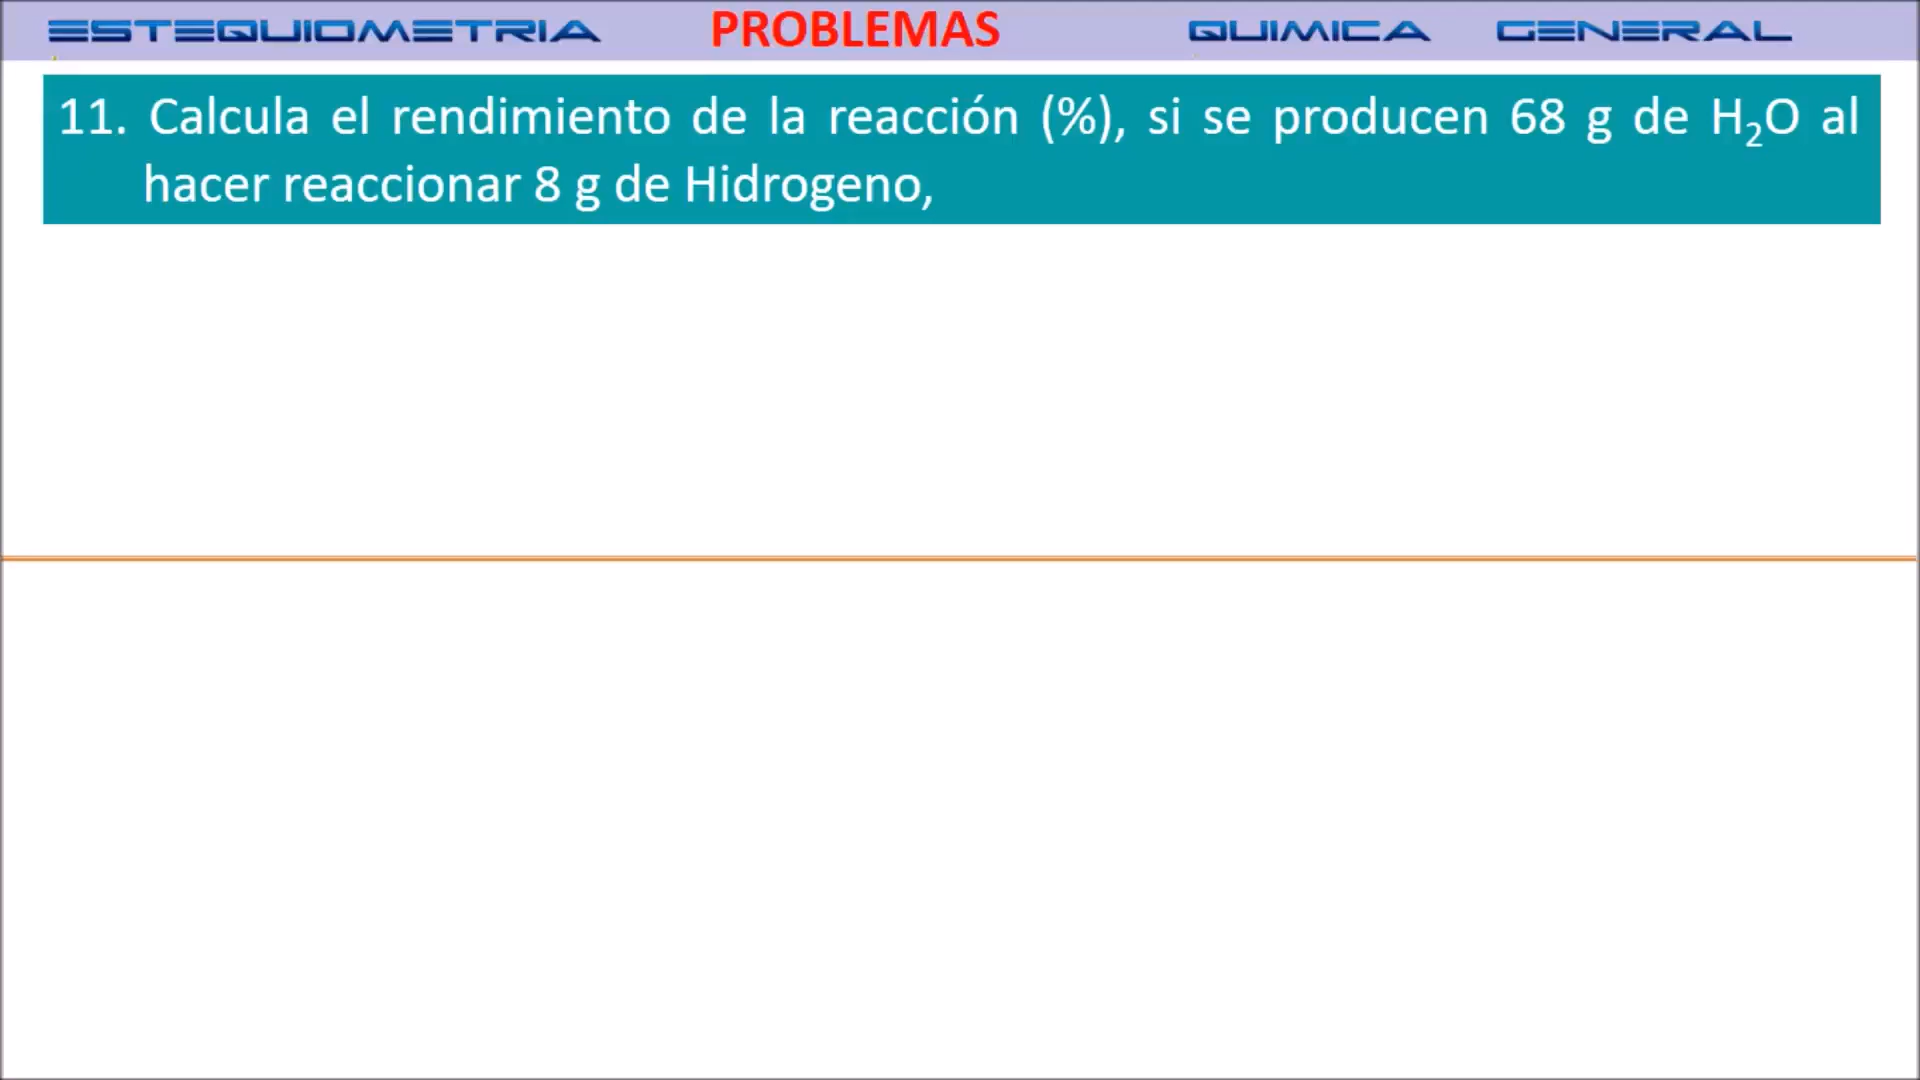 ESTEQUIOMETRIA PROBLEMAS QUIMICA GENERAL
11. Calcula el rendimiento de la reacción (%), si se producen 68 g de H₂O al
hacer reaccionar 8 g de Hidrogeno,